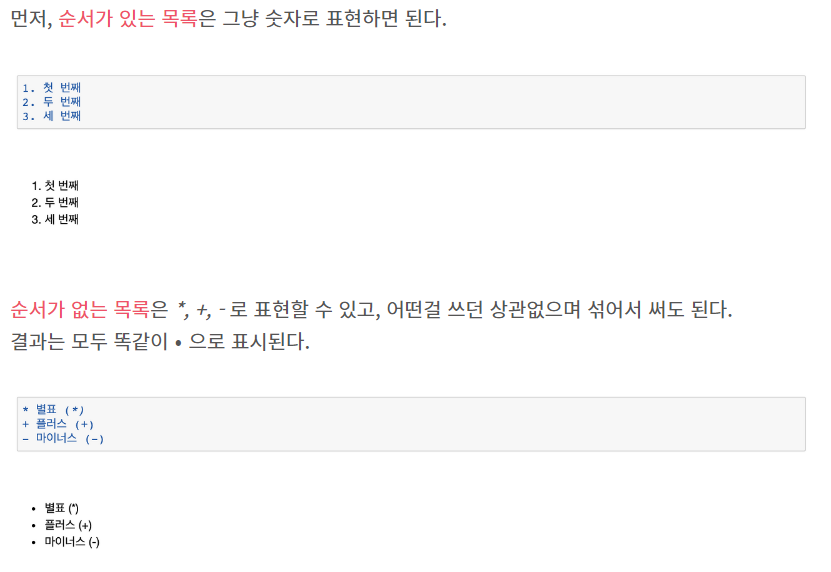 먼저, 순서가 있는 목록은 그냥 숫자로 표현하면 된다.
1. 첫 번째
2. 두 번째
3. 세 번째
1. 첫 번째
2. 두 번째
3. 세 번째
순서가 없는 목록은 *, +, - 로 표현할 수 있고, 어떤걸 쓰던 상관없으며 섞어서 써도 된다.
결과는 모두 똑같이 • 으로 표시된다.
* 별표 (*)
+ 플러스 (+)
- 마이너스 (-)
• 별표 (*)
• 플러스 (+)
• 마이너스 (-)